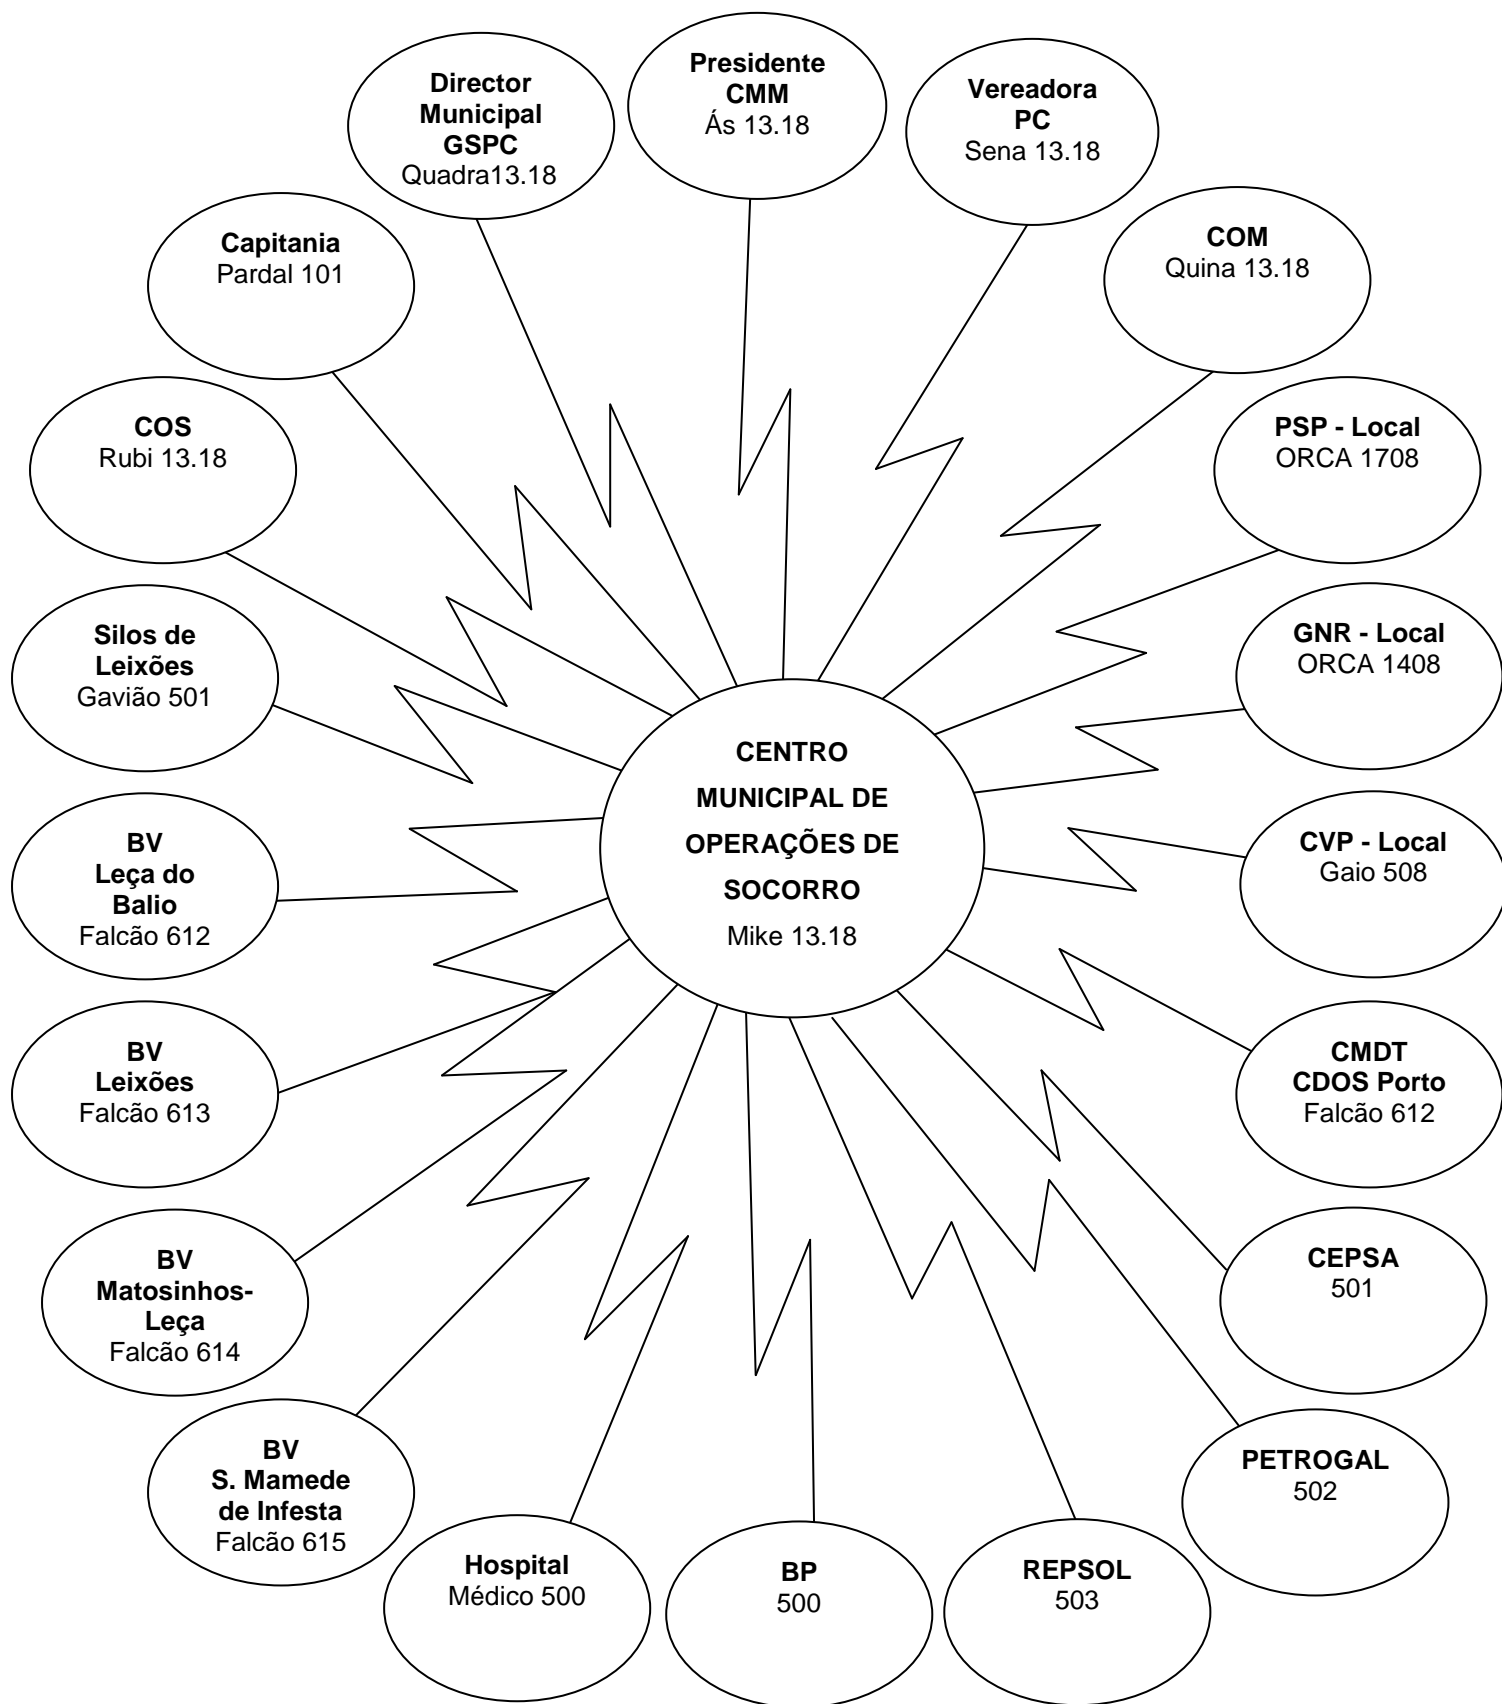 Presidente
CMM
Ás 13.18
Director
Municipal
GSPC
Quadra13.18
Vereadora
PC
Sena 13.18
Capitania
Pardal 101
COM
Quina 13.18
COS
Rubi 13.18
PSP - Local
ORCA 1708
Silos de
Leixões
Gavião 501
GNR - Local
ORCA 1408
CENTRO
MUNICIPAL DE
OPERAÇÕES DE
SOCORRO
Mike 13.18
BV
Leça do
Balio
Falcão 612
CVP - Local
Gaio 508
BV
Leixões
Falcão 613
CMDT
CDOS Porto
Falcão 612
BV
Matosinhos-
Leça
Falcão 614
CEPSA
501
BV
S. Mamede
de Infesta
Falcão 615
PETROGAL
502
Hospital
Médico 500
BP
500
REPSOL
503